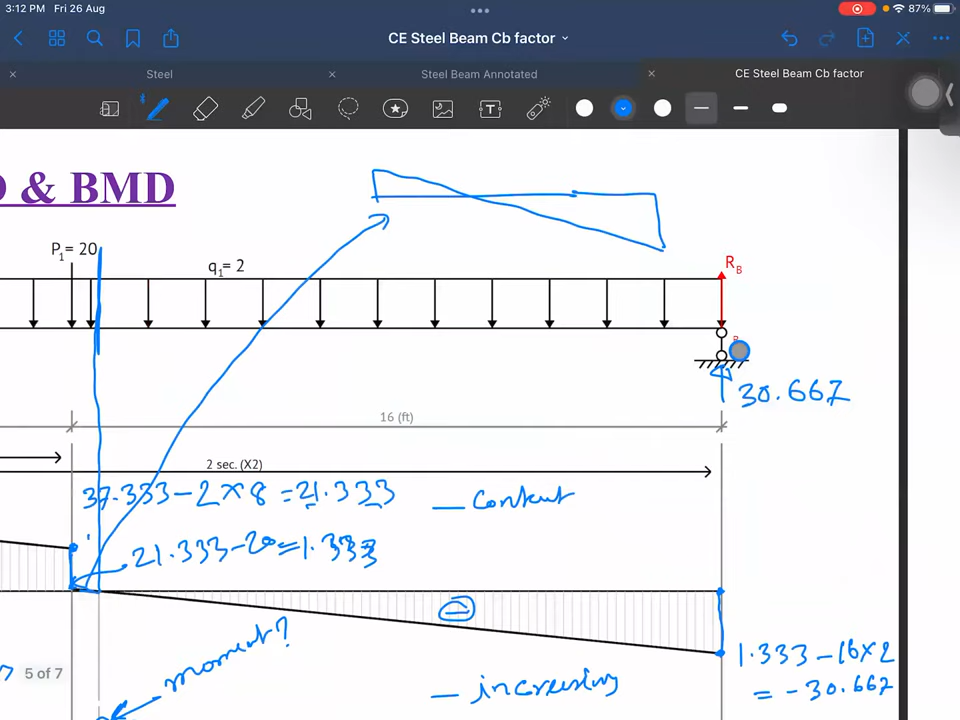 3:12 PM Fri 26 Aug
87%
CE Steel Beam Cb factor
Steel
Steel Beam Annotated
CE Steel Beam Cb factor
& BMD
P1= 20
q1= 2
RB
30.667
16 (ft)
2 sec. (X2)
37.333-2×8 =21.333
— Content
21.333-20=1.333
1.333-16×2
= -30.667
moment?
— increasing
5 of 7